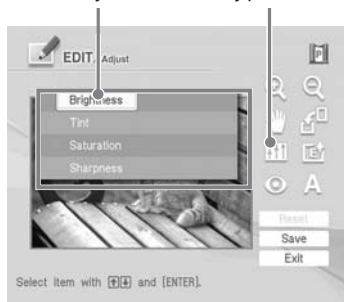 EDIT/ Adjust
P
Brightness
Tint
Saturation
Sharpness
A
Reset
Save
Exit
Select item with and [ENTER].